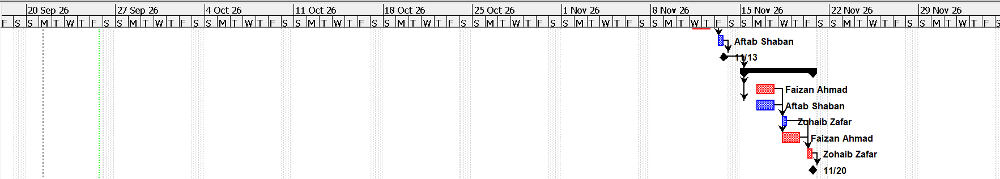 20 Sep 26 27 Sep 26 4 Oct 26 11 Oct 26 18 Oct 26 25 Oct 26 1 Nov 26 8 Nov 26 15 Nov 26 22 Nov 26 29 Nov 26
F S S M T W T F S S M T W T F S S M T W T F S S M T W T F S S M T W T F S S M T W T F S S M T W T F S S M T W T F S S M T W T F S S M T W T F S S M T W T F S S
Aftab Shaban
11/13
Faizan Ahmad
Aftab Shaban
Zohaib Zafar
Faizan Ahmad
Zohaib Zafar
11/20